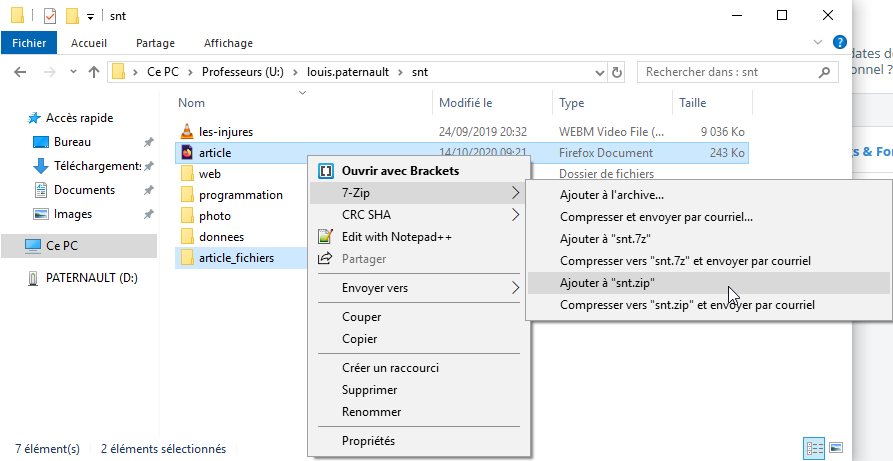 snt
Fichier Accueil Partage Affichage
Ce PC Professeurs (U:) louis.paternault snt
Rechercher dans : snt
dates de
onnel ?
gs & For
Accès rapide
Bureau
Téléchargements
Documents
Images
Ce PC
PATERNAULT (D:)
Nom Modifié le Type Taille
les-injures 24/09/2019 20:32 WEBM Video File (... 9 036 Ko
article 14/10/2020 09:21 Firefox Document 243 Ko
web Dossier de fichiers
programmation
photo
donnees
article_fichiers
Ouvrir avec Brackets
7-Zip
CRC SHA
Edit with Notepad++
Partager
Envoyer vers
Couper
Copier
Créer un raccourci
Supprimer
Renommer
Propriétés
Ajouter à l'archive...
Compresser et envoyer par courriel...
Ajouter à "snt.7z"
Compresser vers "snt.7z" et envoyer par courriel
Ajouter à "snt.zip"
Compresser vers "snt.zip" et envoyer par courriel
7 élément(s) 2 éléments sélectionnés